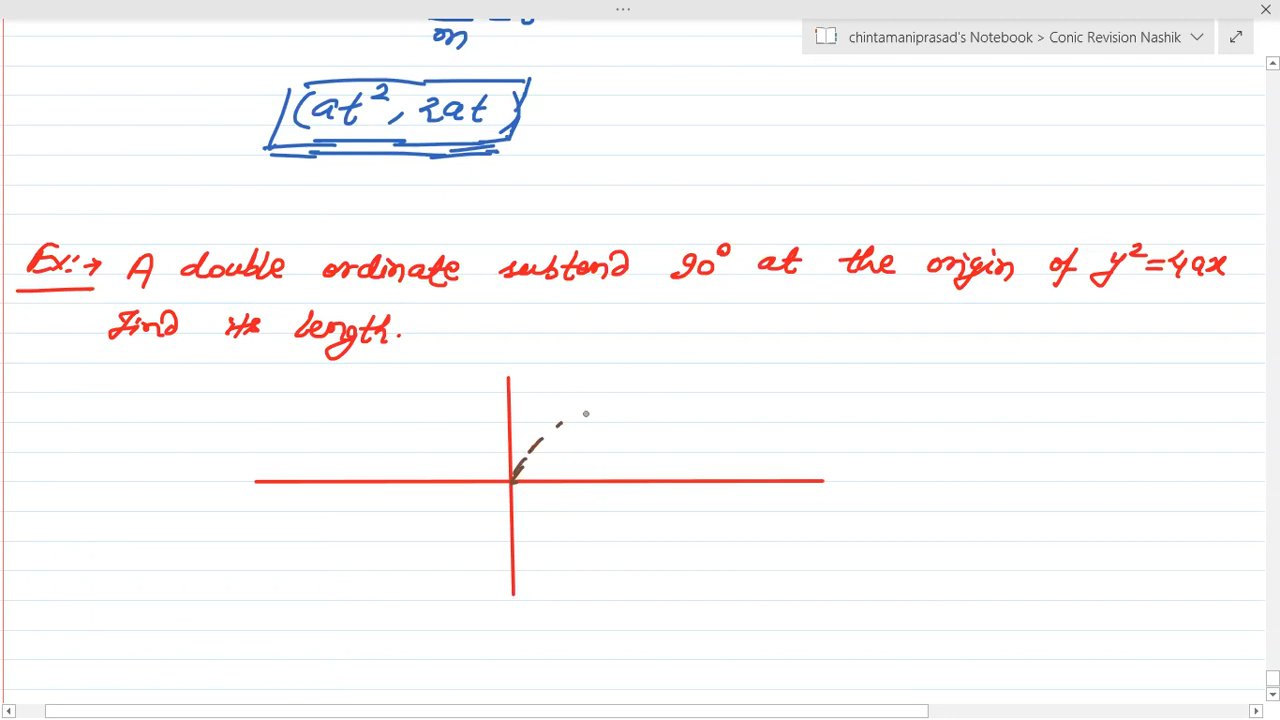 chintamaniprasad's Notebook > Conic Revision Nashik
(at², 2at)
Ex:→ A double ordinate subtend 90° at the origin of y²=4ax
Find its length.